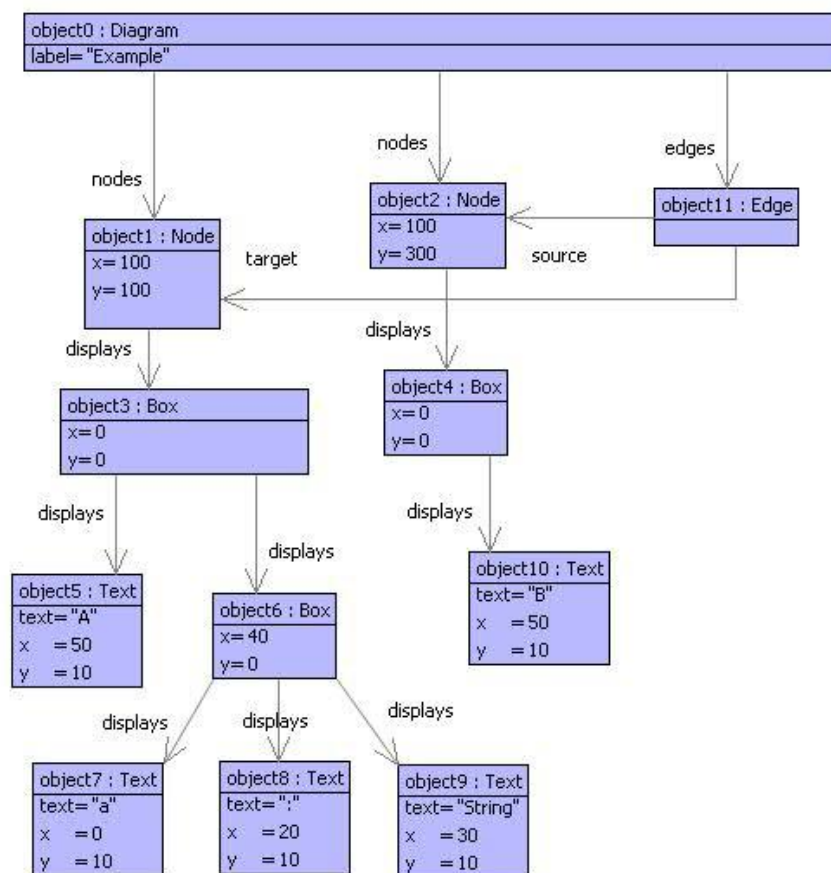 object0 : Diagram
label="Example"
nodes
nodes
edges
object1 : Node
x=100
y=100
object2 : Node
x=100
y=300
object11 : Edge
target
source
displays
displays
object3 : Box
x=0
y=0
object4 : Box
x=0
y=0
displays
displays
displays
object5 : Text
text="A"
x   =50
y   =10
object6 : Box
x=40
y=0
object10 : Text
text="B"
x   =50
y   =10
displays
displays
displays
object7 : Text
text="a"
x   =0
y   =10
object8 : Text
text=":"
x   =20
y   =10
object9 : Text
text="String"
x   =30
y   =10